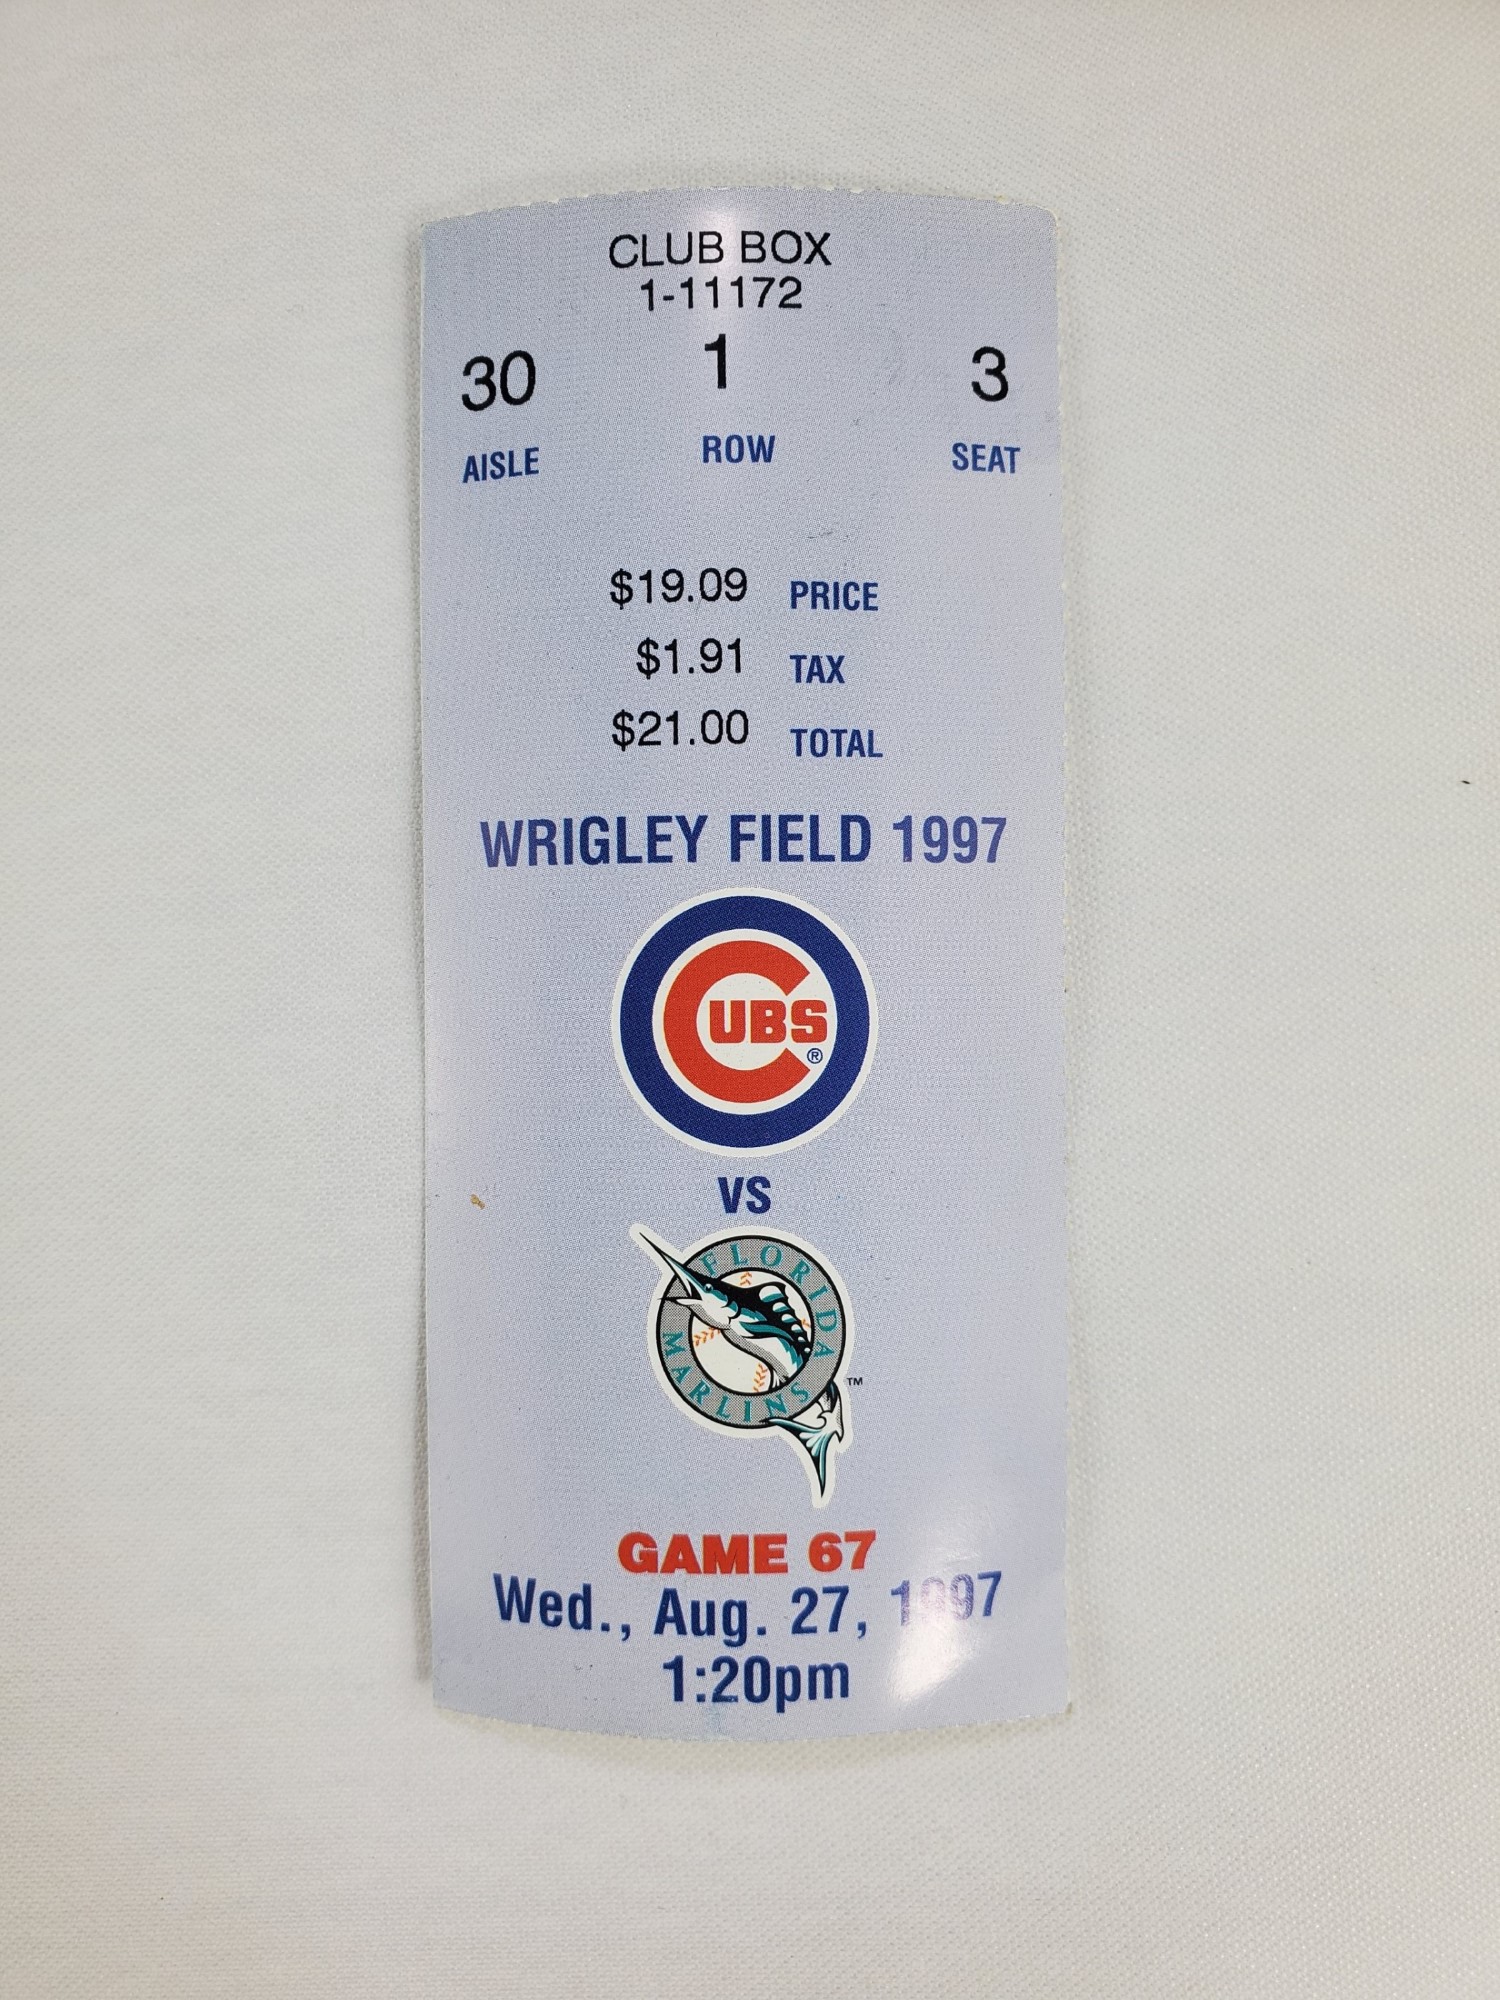 CLUB BOX
1-11172
30 1 3
AISLE ROW SEAT
$19.09 PRICE
$1.91 TAX
$21.00 TOTAL
WRIGLEY FIELD 1997
CUBS
®
VS
FLORIDA
MARLINS
TM
GAME 67
Wed., Aug. 27, 1997
1:20pm